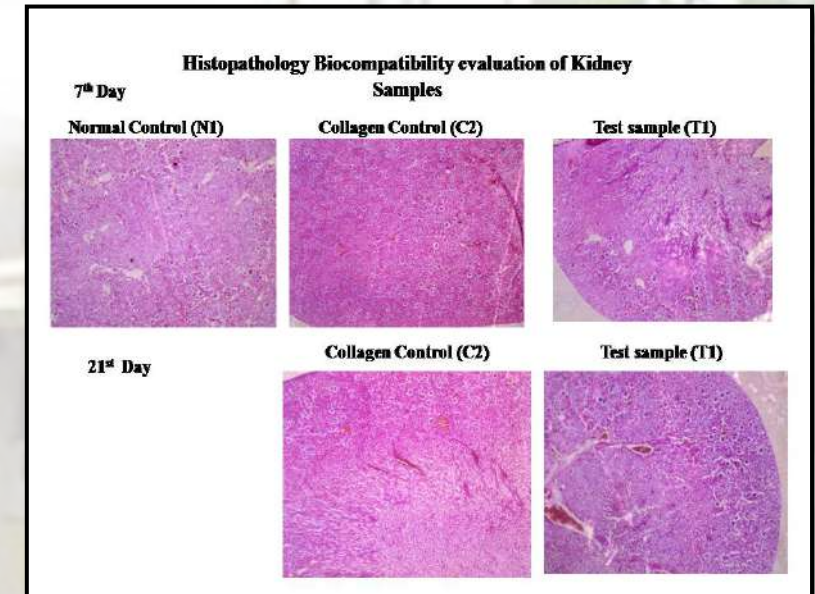 Histopathology Biocompatibility evaluation of Kidney
Samples
7th Day
Normal Control (N1)
Collagen Control (C2)
Test sample (T1)
21st Day
Collagen Control (C2)
Test sample (T1)